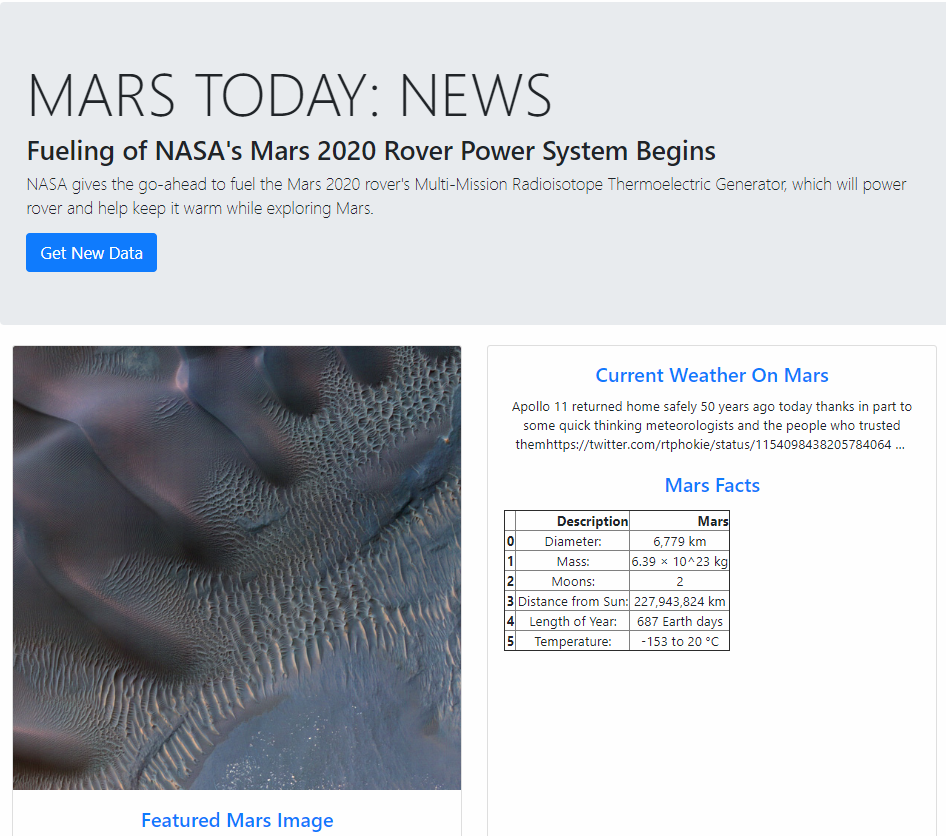 MARS TODAY: NEWS
Fueling of NASA's Mars 2020 Rover Power System Begins
NASA gives the go-ahead to fuel the Mars 2020 rover's Multi-Mission Radioisotope Thermoelectric Generator, which will power
rover and help keep it warm while exploring Mars.
Get New Data
Current Weather On Mars
Apollo 11 returned home safely 50 years ago today thanks in part to
some quick thinking meteorologists and the people who trusted
themhttps://twitter.com/rtphokie/status/1154098438205784064 ...
Mars Facts
Description Mars
0 Diameter: 6,779 km
1 Mass: 6.39 × 10^23 kg
2 Moons: 2
3 Distance from Sun: 227,943,824 km
4 Length of Year: 687 Earth days
5 Temperature: -153 to 20 °C
Featured Mars Image